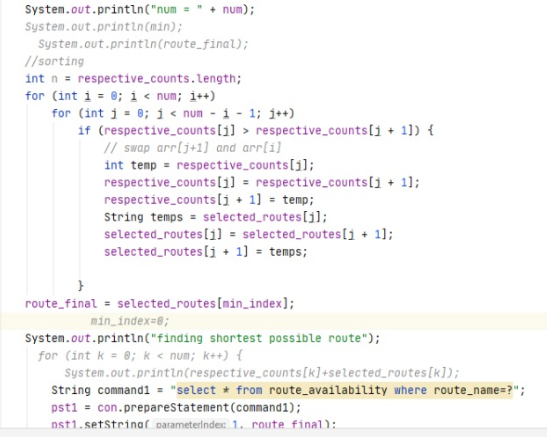 System.out.println("num = " + num);
System.out.println(min);
System.out.println(route_final);
//sorting
int n = respective_counts.length;
for (int i = 0; i < num; i++)
for (int j = 0; j < num - i - 1; j++)
if (respective_counts[j] > respective_counts[j + 1]) {
// swap arr[j+1] and arr[i]
int temp = respective_counts[j];
respective_counts[j] = respective_counts[j + 1];
respective_counts[j + 1] = temp;
String temps = selected_routes[j];
selected_routes[j] = selected_routes[j + 1];
selected_routes[j + 1] = temps;
}
route_final = selected_routes[min_index];
min_index=0;
System.out.println("finding shortest possible route");
for (int k = 0; k < num; k++) {
System.out.println(respective_counts[k]+selected_routes[k]);
String command1 = "select * from route_availability where route_name=?";
pst1 = con.prepareStatement(command1);
pst1.setString( parameterIndex: 1, route_final);